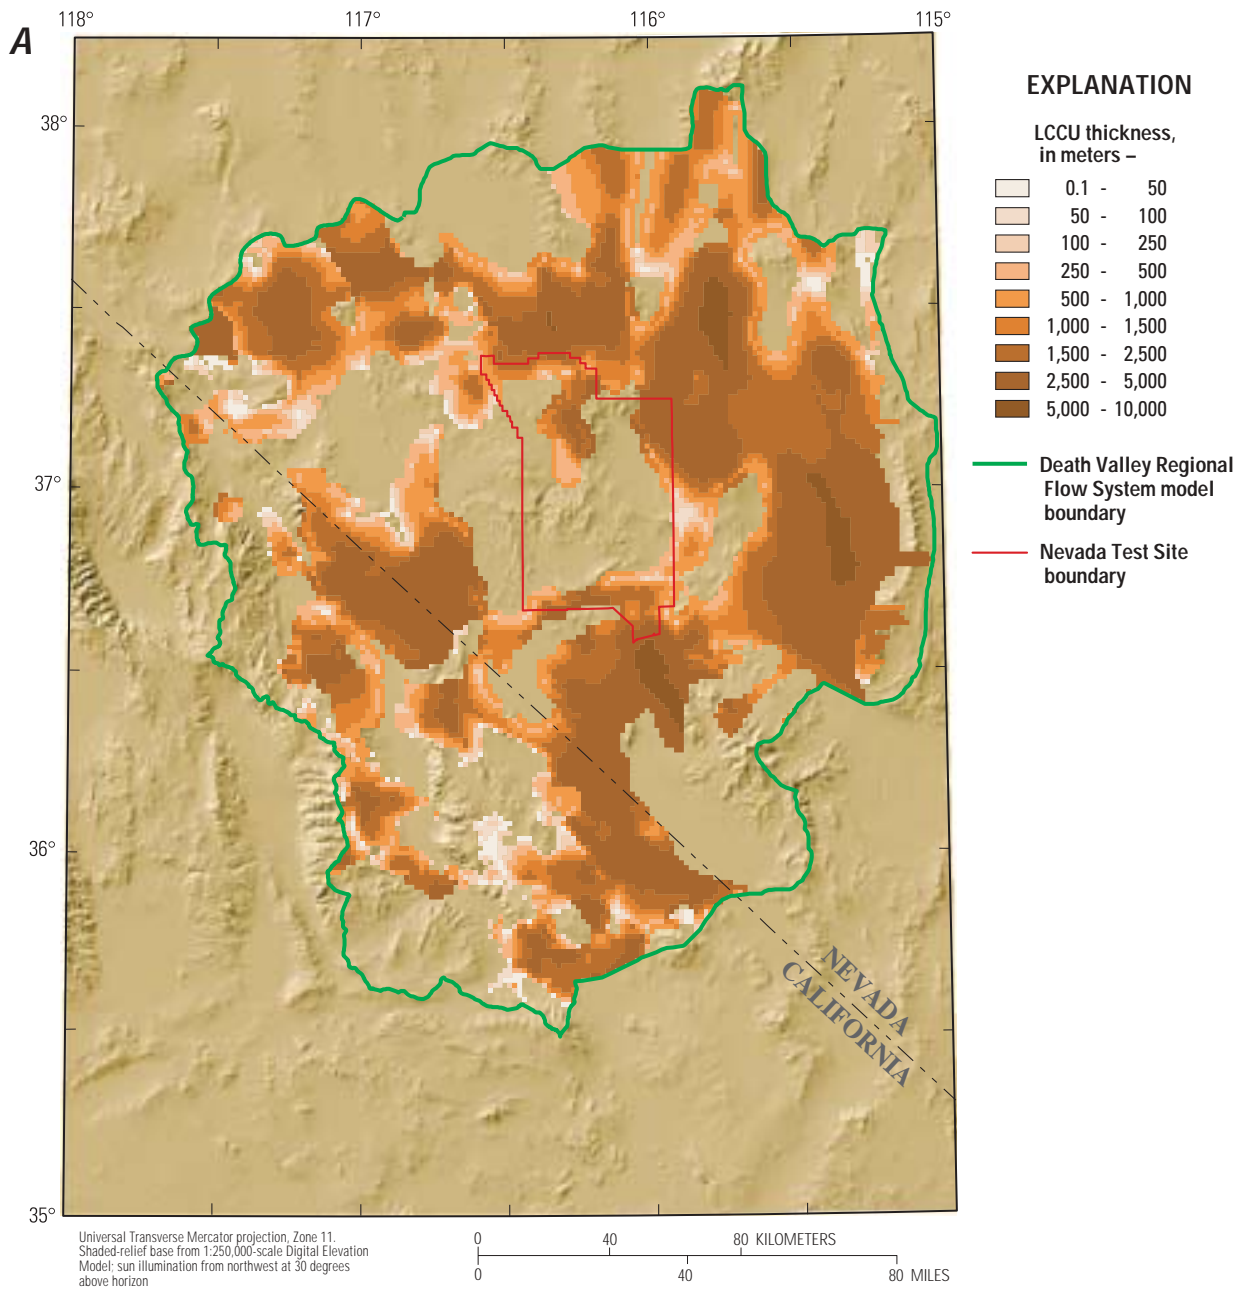 A
118°
117°
116°
115°
38°
37°
36°
35°
NEVADA
CALIFORNIA
EXPLANATION
LCCU thickness,
in meters –
0.1 - 50
50 - 100
100 - 250
250 - 500
500 - 1,000
1,000 - 1,500
1,500 - 2,500
2,500 - 5,000
5,000 - 10,000
Death Valley Regional
Flow System model
boundary
Nevada Test Site
boundary
Universal Transverse Mercator projection, Zone 11.
Shaded-relief base from 1:250,000-scale Digital Elevation
Model; sun illumination from northwest at 30 degrees
above horizon
0 40 80 KILOMETERS
0 40 80 MILES